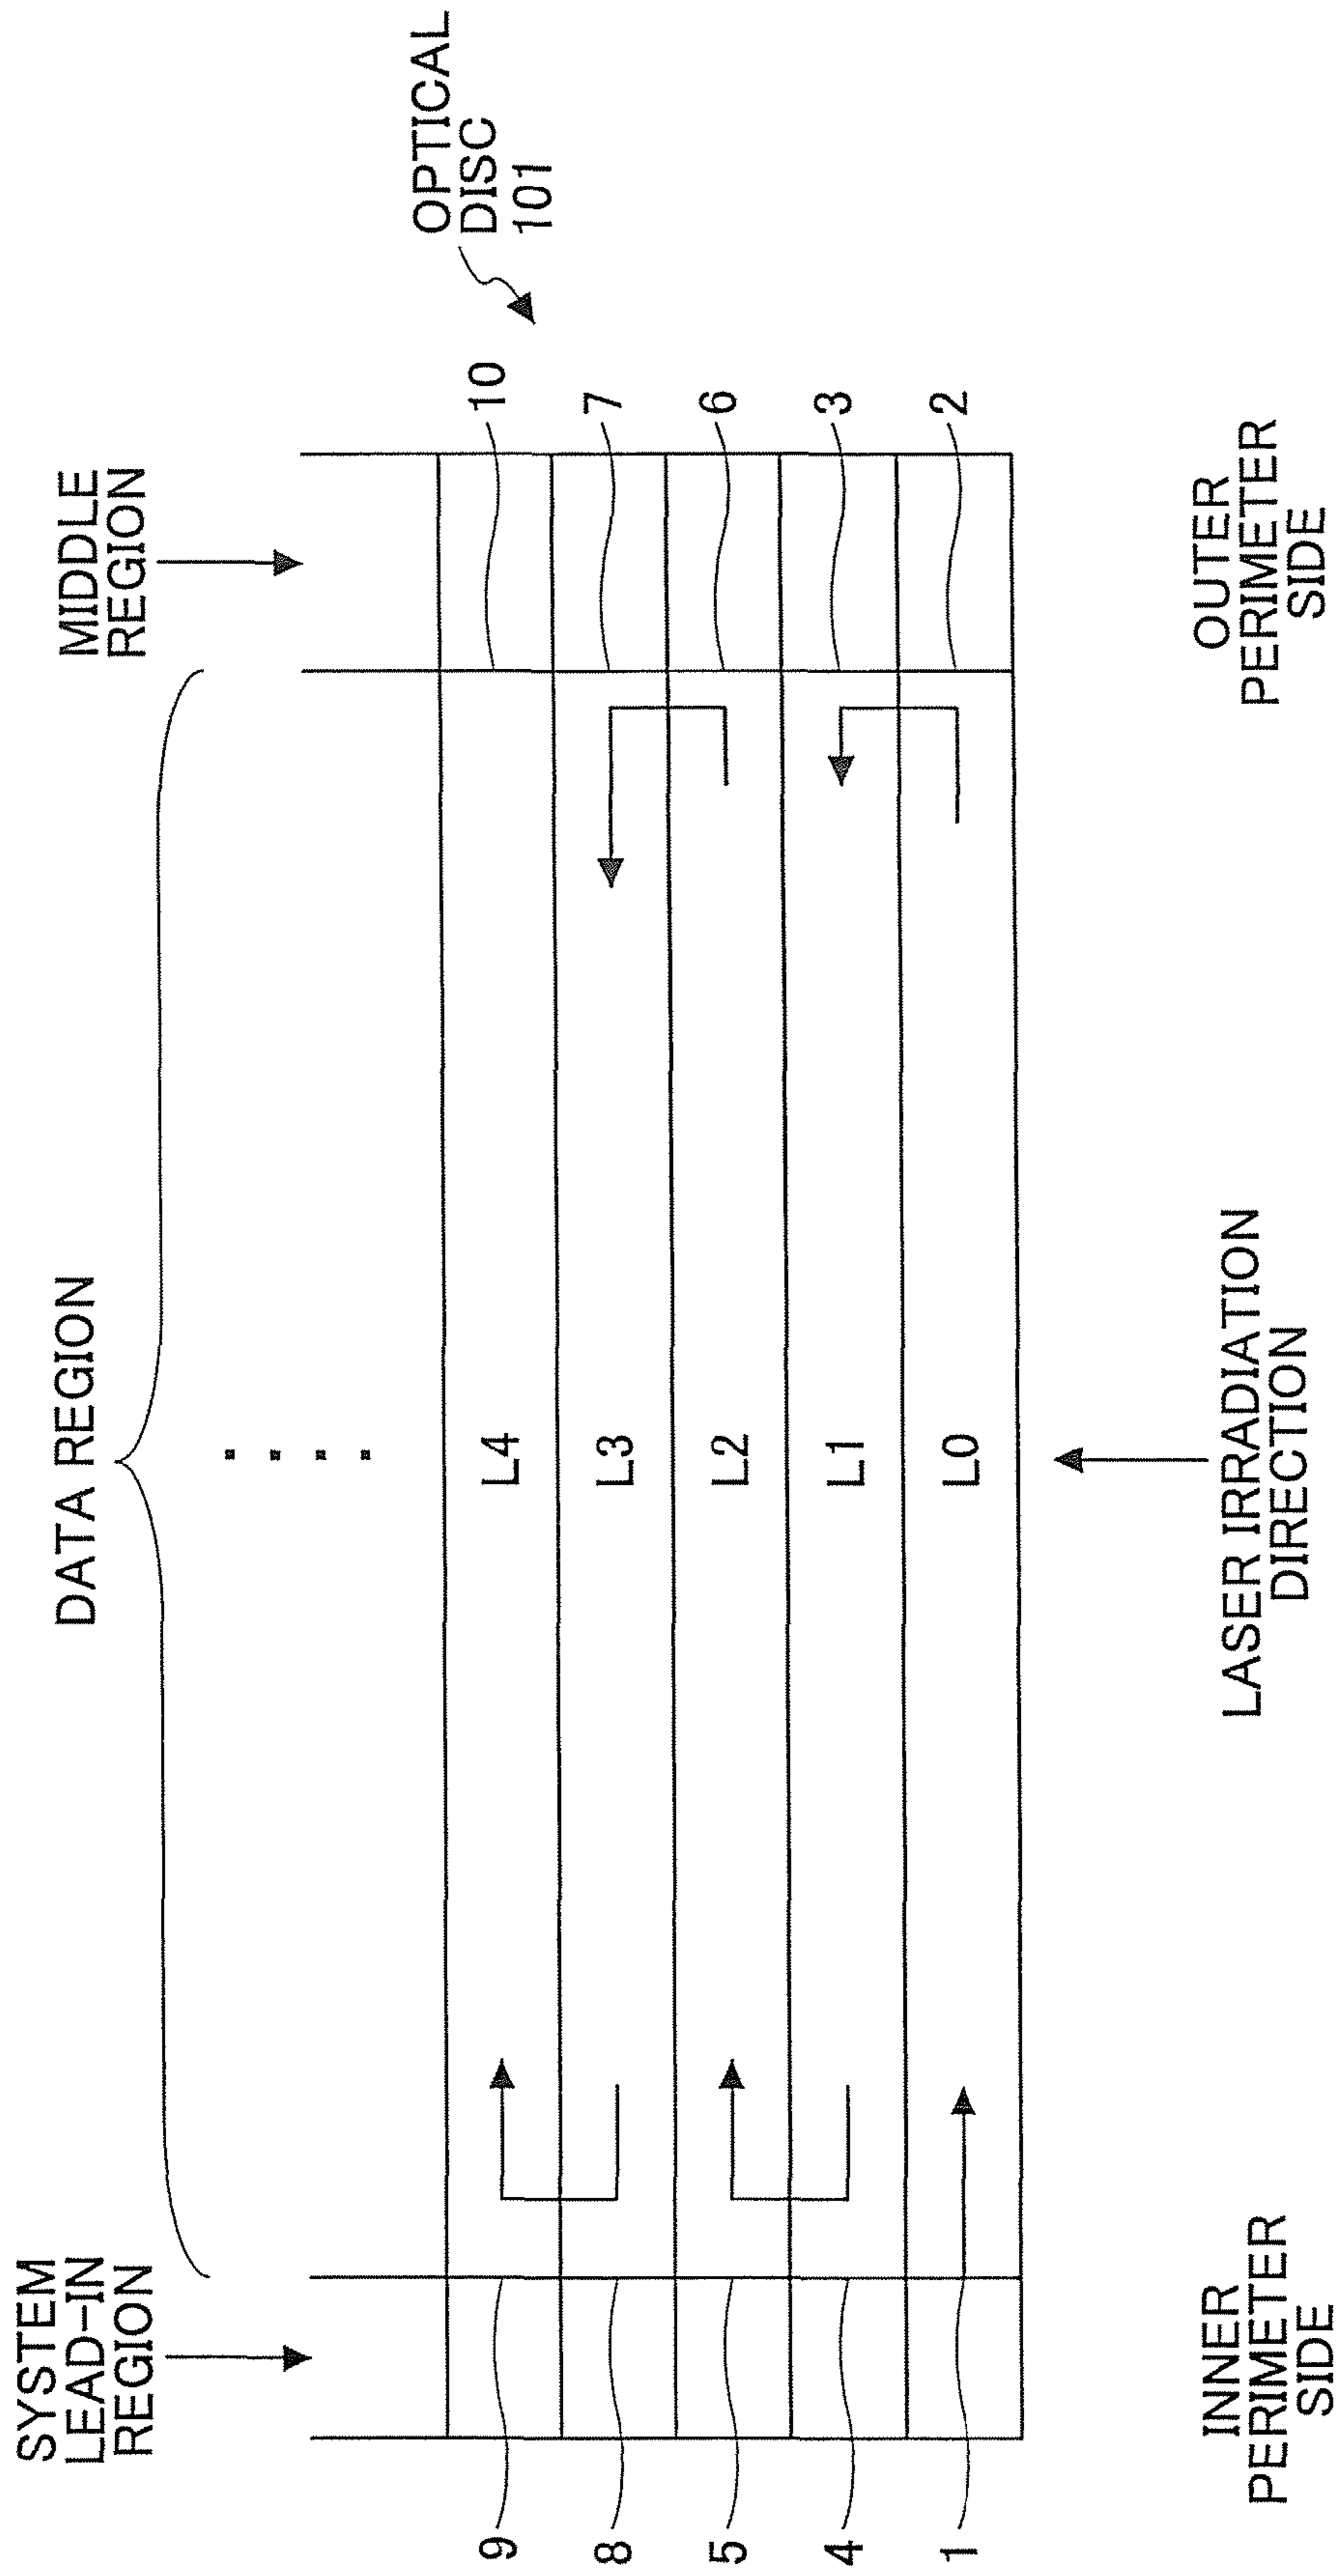 SYSTEM
LEAD-IN
REGION
DATA REGION
MIDDLE
REGION
OPTICAL
DISC
101
9
L4
10
8
L3
7
5
L2
6
4
L1
3
1
L0
2
INNER
PERIMETER
SIDE
LASER IRRADIATION
DIRECTION
OUTER
PERIMETER
SIDE